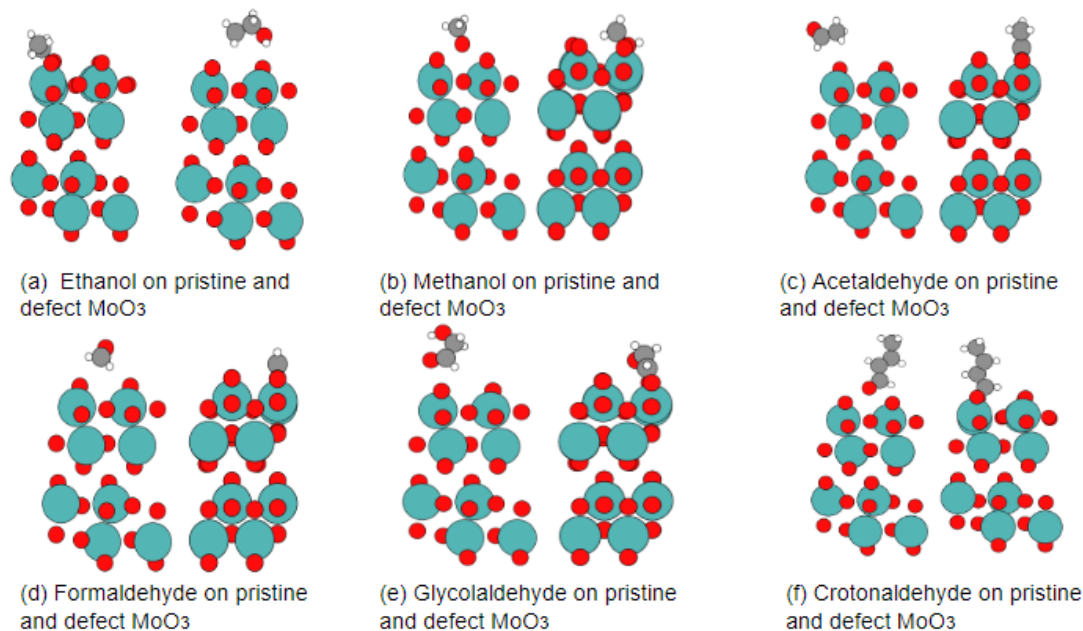 (a) Ethanol on pristine and
defect MoO3
(b) Methanol on pristine and
defect MoO3
(c) Acetaldehyde on pristine
and defect MoO3
(d) Formaldehyde on pristine
and defect MoO3
(e) Glycolaldehyde on pristine
and defect MoO3
(f) Crotonaldehyde on pristine
and defect MoO3